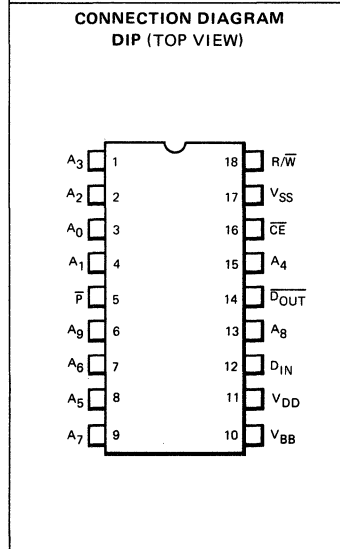 CONNECTION DIAGRAM
DIP (TOP VIEW)
A3 1 18 R/W̅
A2 2 17 VSS
A0 3 16 C̅E̅
A1 4 15 A4
P̅ 5 14 D̅O̅U̅T̅
A9 6 13 A8
A6 7 12 DIN
A5 8 11 VDD
A7 9 10 VBB